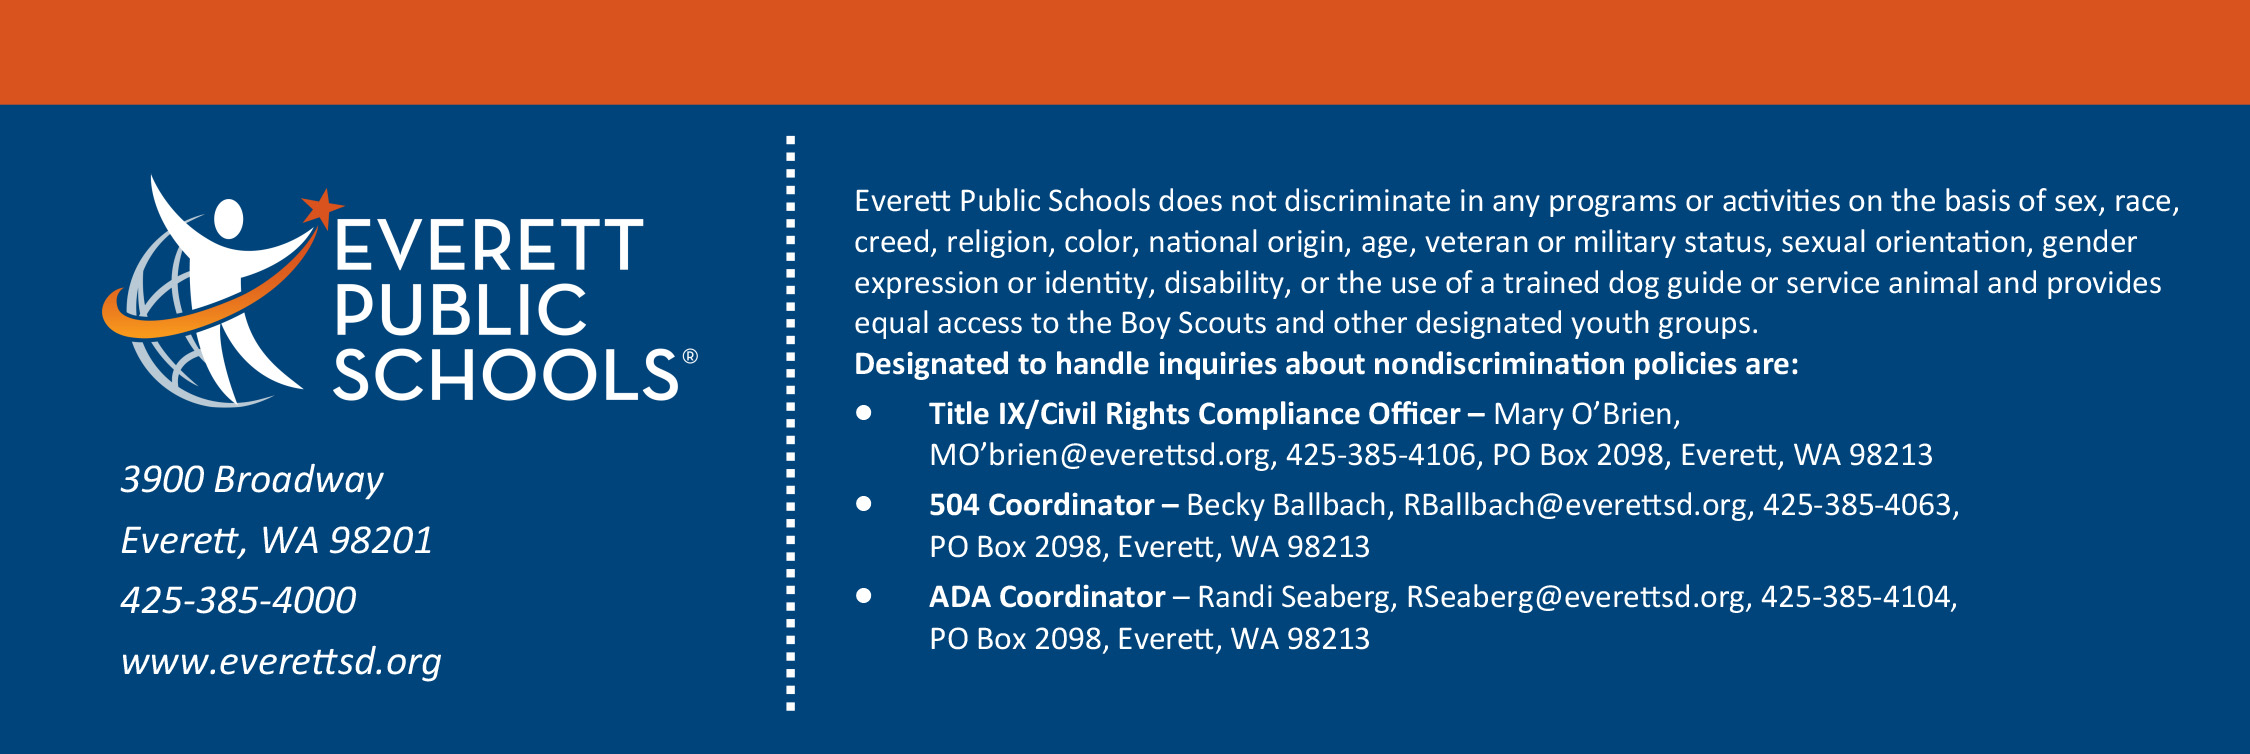 EVERETT
PUBLIC
SCHOOLS®
3900 Broadway
Everett, WA 98201
425-385-4000
www.everettsd.org
Everett Public Schools does not discriminate in any programs or activities on the basis of sex, race,
creed, religion, color, national origin, age, veteran or military status, sexual orientation, gender
expression or identity, disability, or the use of a trained dog guide or service animal and provides
equal access to the Boy Scouts and other designated youth groups.
Designated to handle inquiries about nondiscrimination policies are:
• Title IX/Civil Rights Compliance Officer – Mary O’Brien,
MO’brien@everettsd.org, 425-385-4106, PO Box 2098, Everett, WA 98213
• 504 Coordinator – Becky Ballbach, RBallbach@everettsd.org, 425-385-4063,
PO Box 2098, Everett, WA 98213
• ADA Coordinator – Randi Seaberg, RSeaberg@everettsd.org, 425-385-4104,
PO Box 2098, Everett, WA 98213